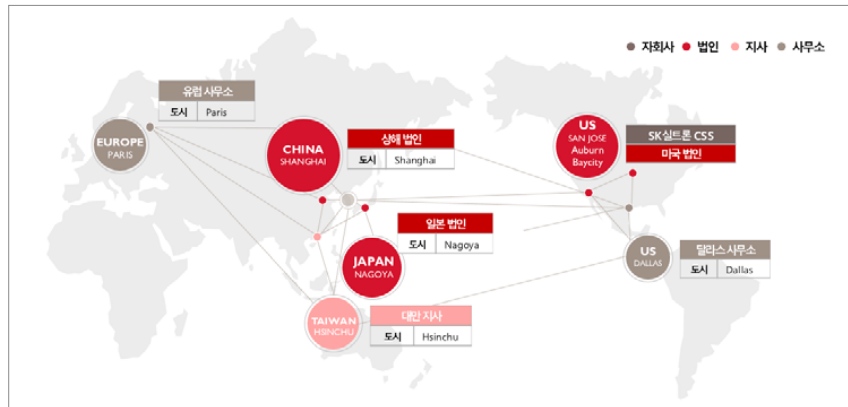 자회사 법인 지사 사무소
유럽 사무소
도시 Paris
EUROPE
PARIS
CHINA
SHANGHAI
상해 법인
도시 Shanghai
US
SAN JOSE
Auburn
Baycity
SK실트론 CSS
미국 법인
일본 법인
도시 Nagoya
JAPAN
NAGOYA
US
DALLAS
달라스 사무소
도시 Dallas
TAIWAN
HSINCHU
대만 지사
도시 Hsinchu